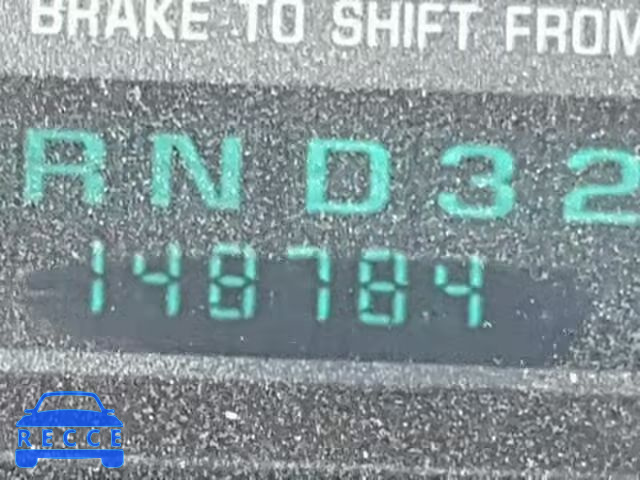 BRAKE TO SHIFT FROM
R N D 3 2
148784
RECCE